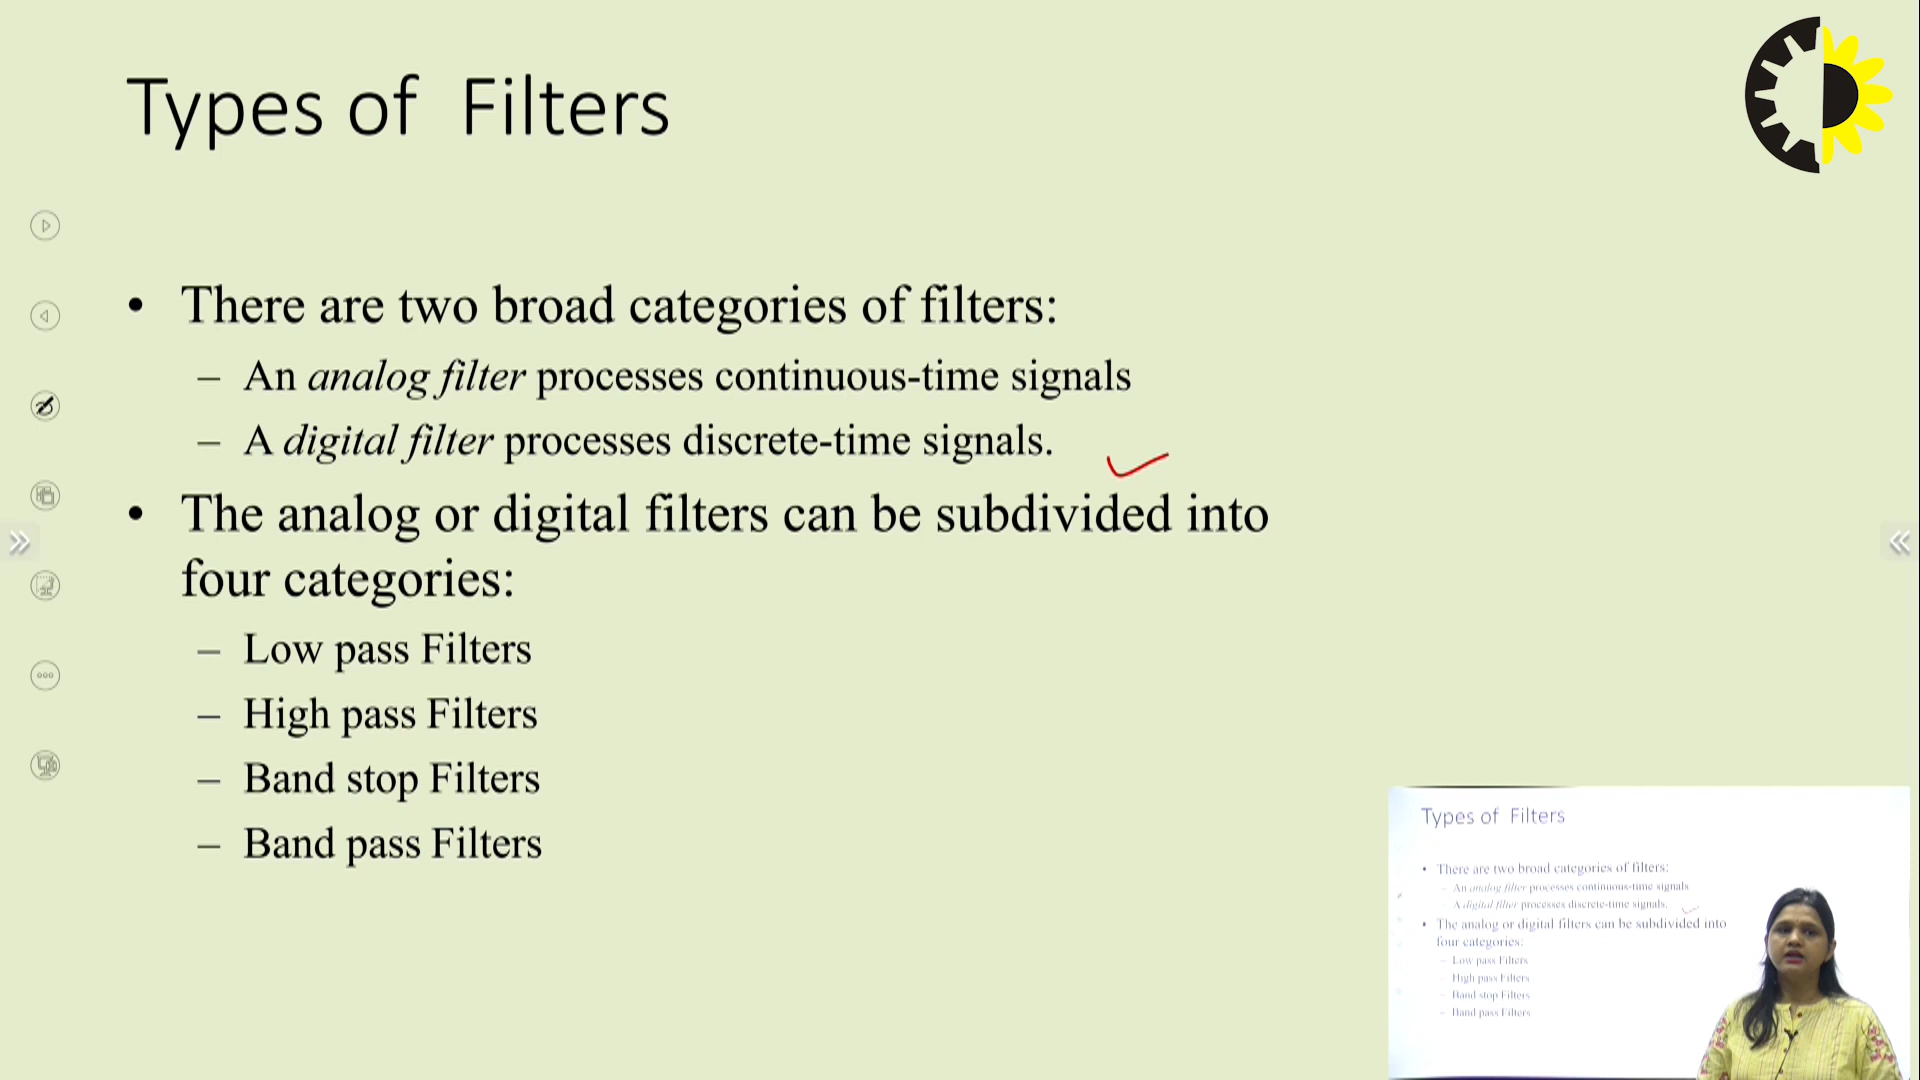 Types of Filters
• There are two broad categories of filters:
– An analog filter processes continuous-time signals
– A digital filter processes discrete-time signals.
• The analog or digital filters can be subdivided into
four categories:
– Low pass Filters
– High pass Filters
– Band stop Filters
– Band pass Filters
Types of Filters
• There are two broad categories of filters:
– An analog filter processes continuous-time signals
– A digital filter processes discrete-time signals.
• The analog or digital filters can be subdivided into
four categories:
– Low pass Filters
– High pass Filters
– Band stop Filters
– Band pass Filters